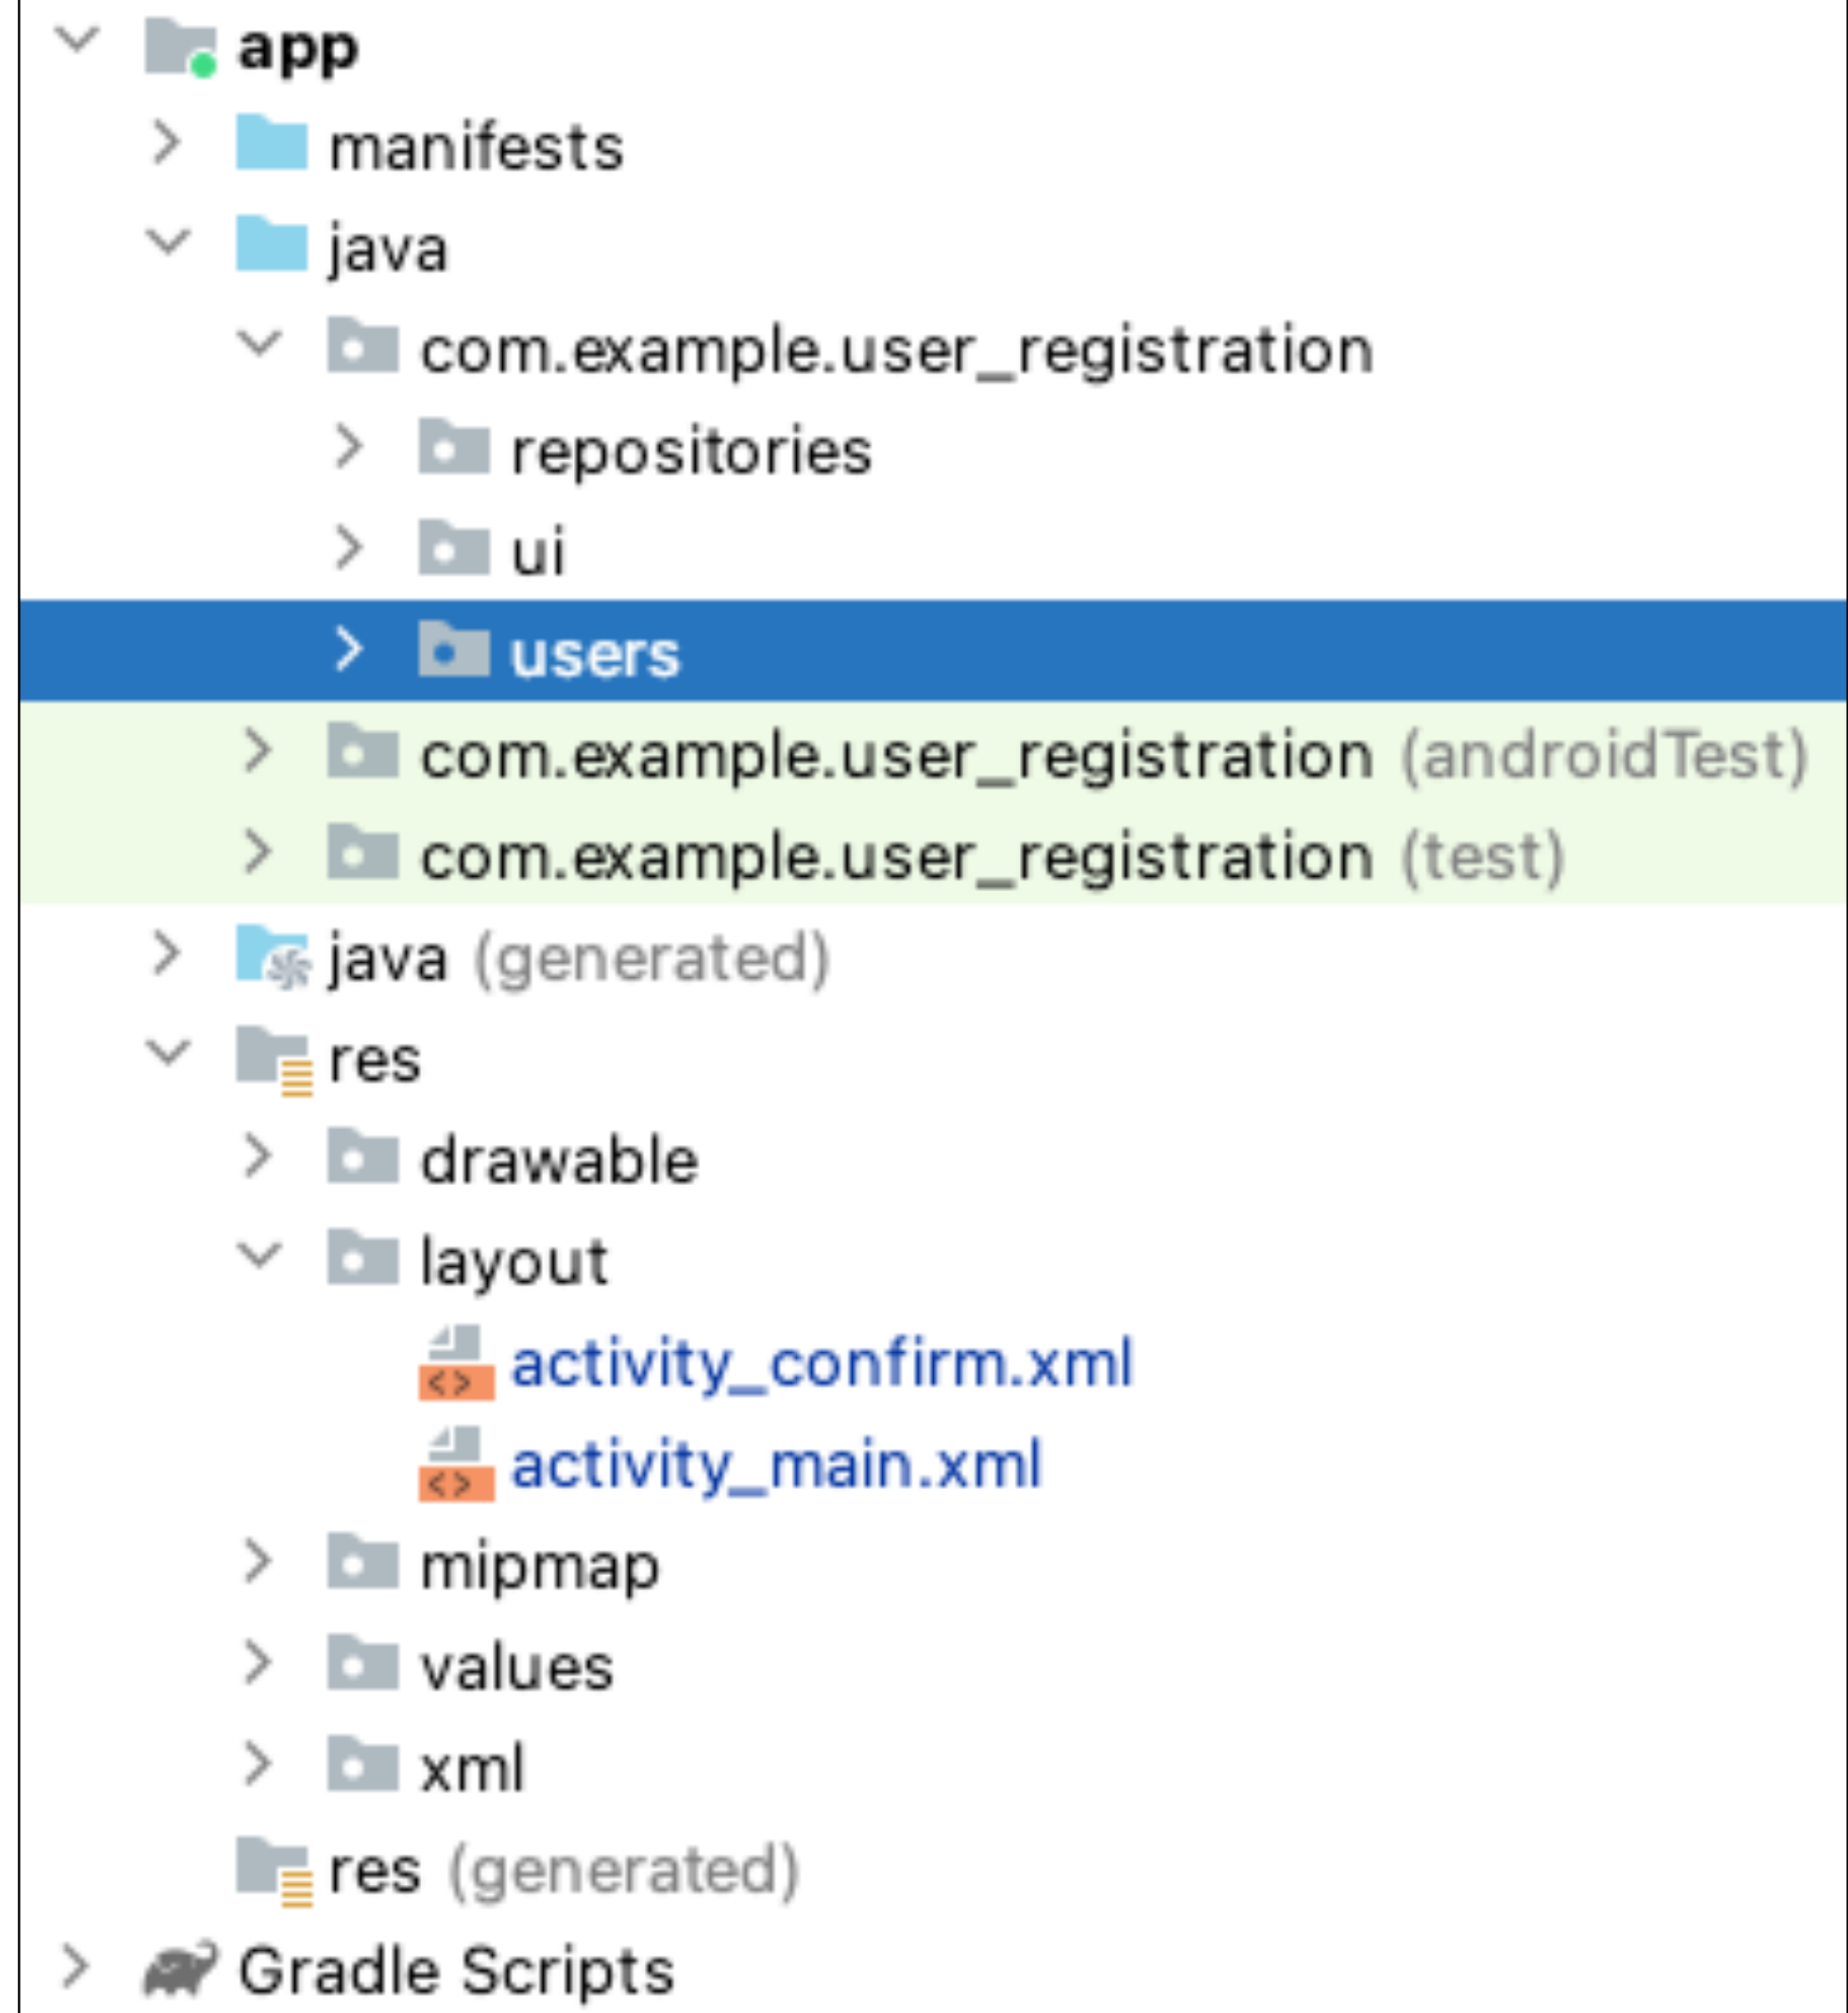 app
manifests
java
com.example.user_registration
repositories
ui
users
com.example.user_registration (androidTest)
com.example.user_registration (test)
java (generated)
res
drawable
layout
activity_confirm.xml
activity_main.xml
mipmap
values
xml
res (generated)
Gradle Scripts